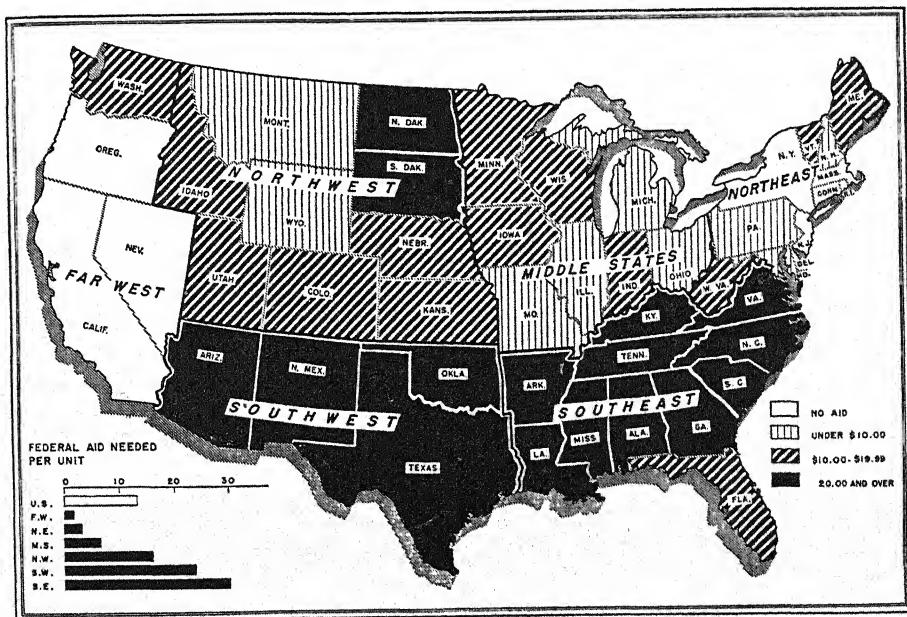 WASH.
MONT.
N. DAK.
MINN.
ME.
OREG.
IDAHO
NORTHWEST
S. DAK.
WIS.
MICH.
N.Y.
VT.
N.H.
MASS.
CONN.
NORTHEAST
WYO.
NEBR.
IOWA
PA.
N.J.
NEV.
FAR WEST
UTAH
COLO.
KANS.
MIDDLE STATES
MO.
ILL.
IND.
OHIO
W. VA.
DEL.
MD.
CALIF.
KY.
VA.
ARIZ.
N. MEX.
OKLA.
ARK.
TENN.
N. C.
SOUTHWEST
SOUTHEAST
S. C.
TEXAS
LA.
MISS.
ALA.
GA.
FLA.
NO AID
UNDER $10.00
$10.00-$19.99
20.00 AND OVER
FEDERAL AID NEEDED
PER UNIT
0 10 20 30
U.S.
F.W.
N.E.
M.S.
N.W.
S.W.
S.E.